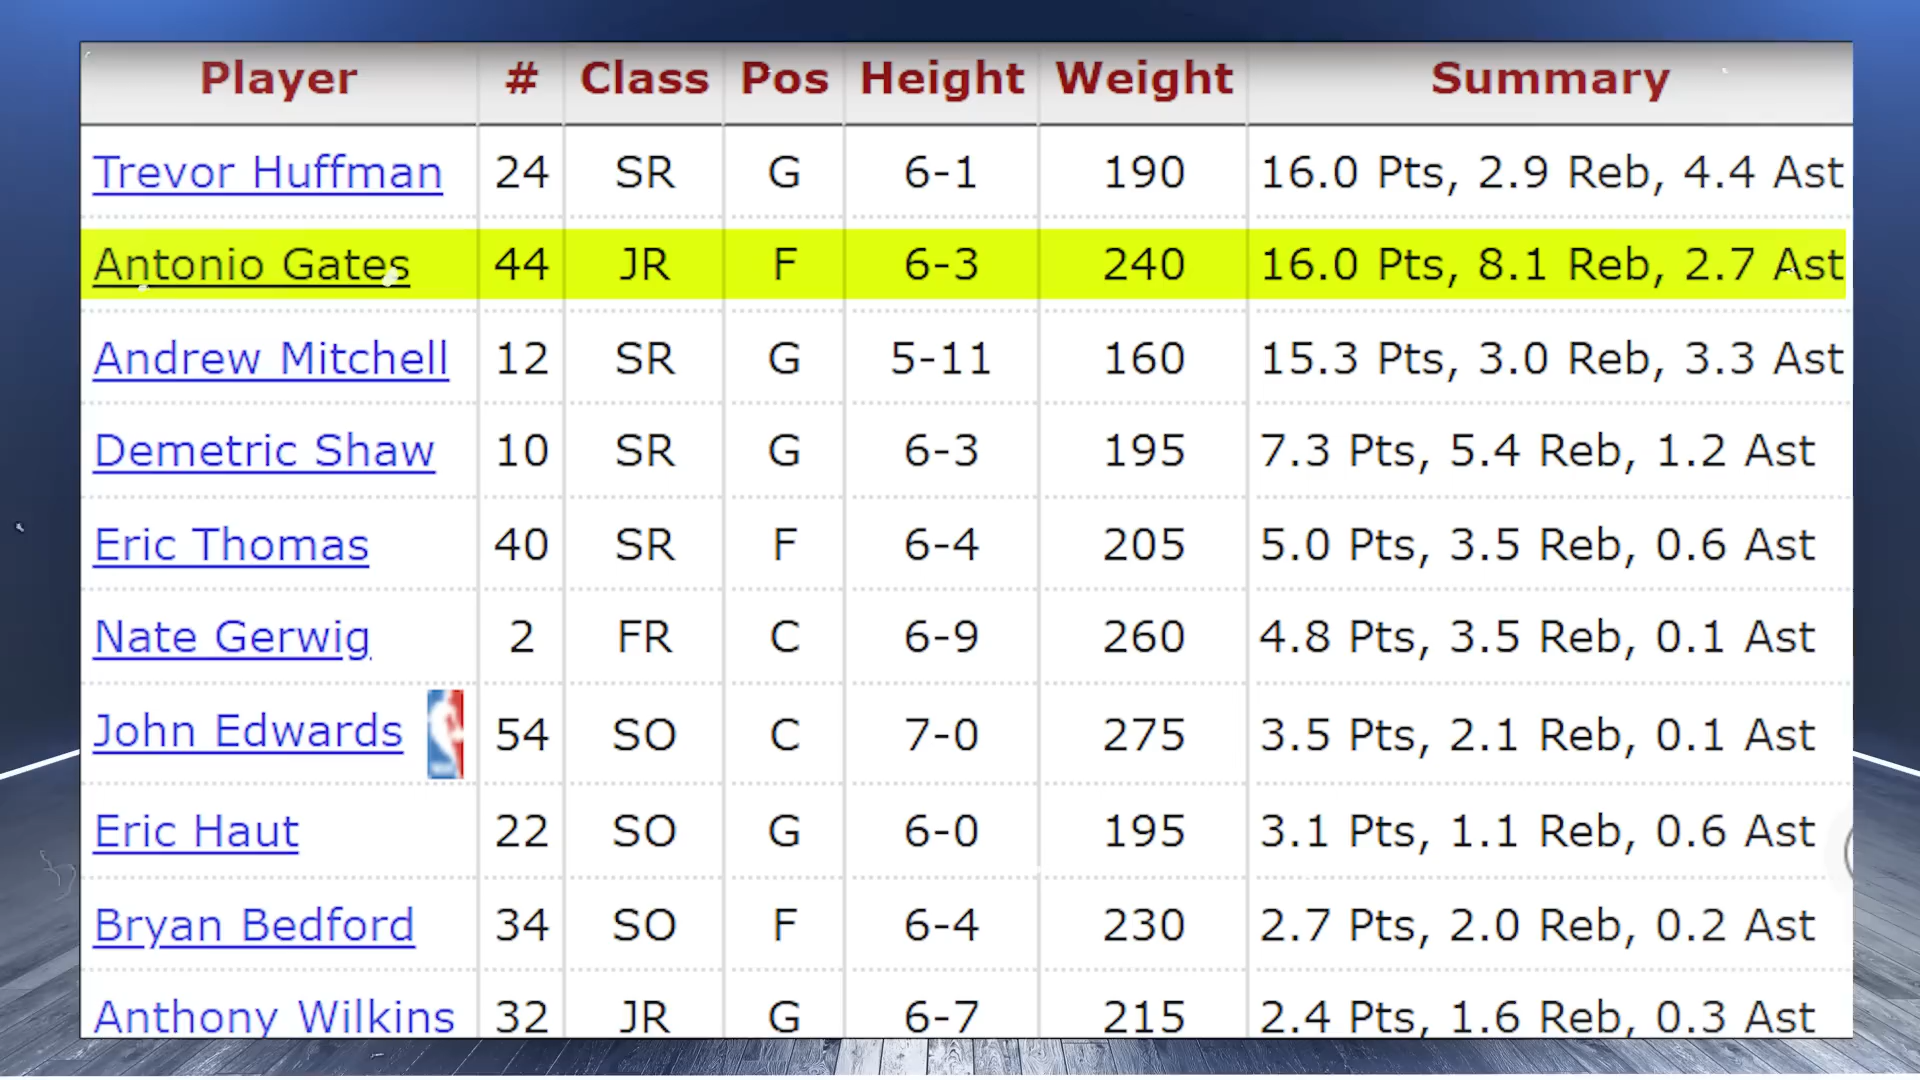 Player # Class Pos Height Weight Summary
Trevor Huffman 24 SR G 6-1 190 16.0 Pts, 2.9 Reb, 4.4 Ast
Antonio Gates 44 JR F 6-3 240 16.0 Pts, 8.1 Reb, 2.7 Ast
Andrew Mitchell 12 SR G 5-11 160 15.3 Pts, 3.0 Reb, 3.3 Ast
Demetric Shaw 10 SR G 6-3 195 7.3 Pts, 5.4 Reb, 1.2 Ast
Eric Thomas 40 SR F 6-4 205 5.0 Pts, 3.5 Reb, 0.6 Ast
Nate Gerwig 2 FR C 6-9 260 4.8 Pts, 3.5 Reb, 0.1 Ast
John Edwards 54 SO C 7-0 275 3.5 Pts, 2.1 Reb, 0.1 Ast
Eric Haut 22 SO G 6-0 195 3.1 Pts, 1.1 Reb, 0.6 Ast
Bryan Bedford 34 SO F 6-4 230 2.7 Pts, 2.0 Reb, 0.2 Ast
Anthony Wilkins 32 JR G 6-7 215 2.4 Pts, 1.6 Reb, 0.3 Ast